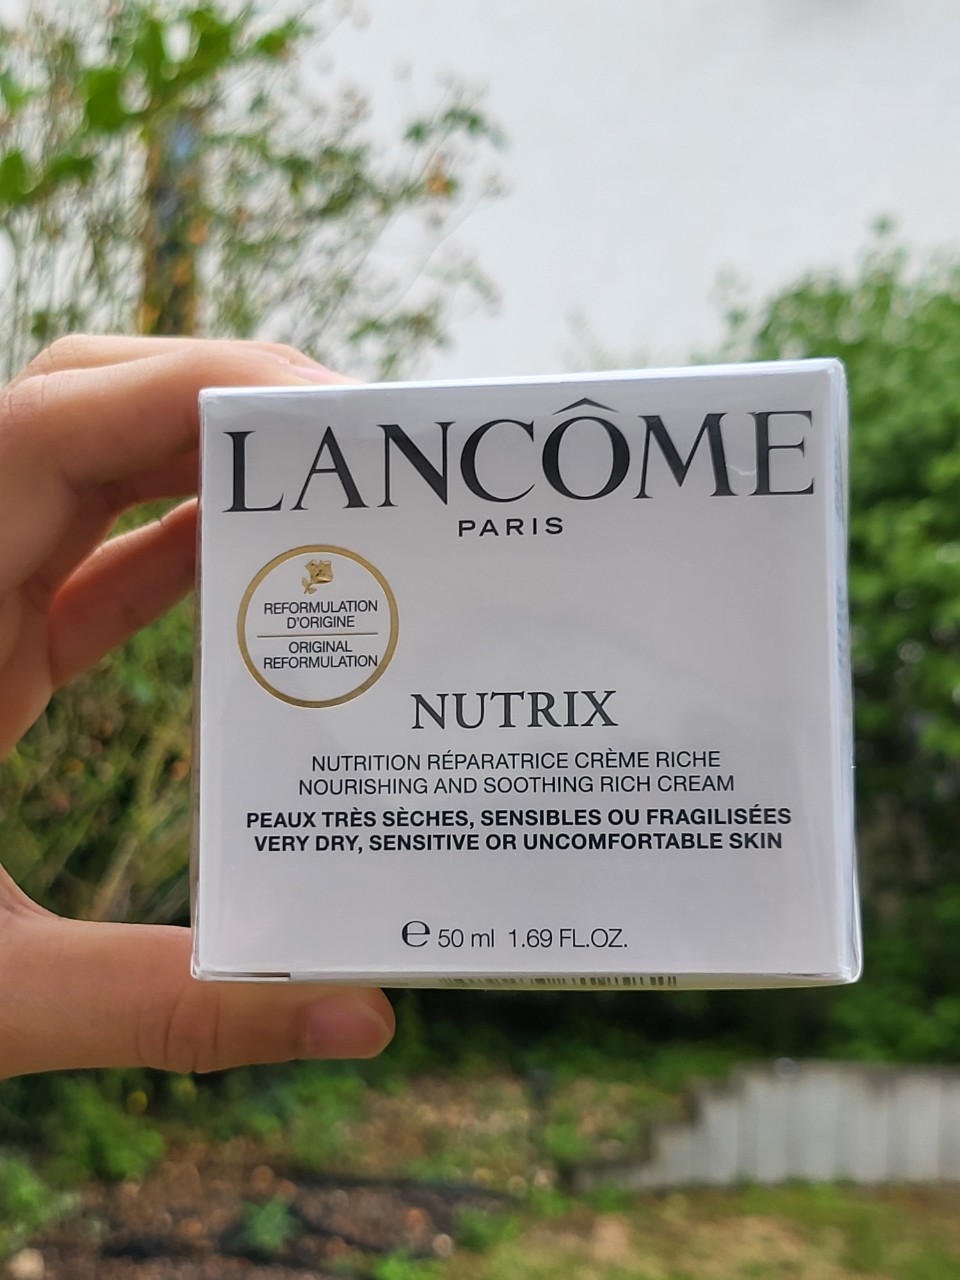 LANCÔME
PARIS
REFORMULATION
D'ORIGINE
ORIGINAL
REFORMULATION
NUTRIX
NUTRITION RÉPARATRICE CRÈME RICHE
NOURISHING AND SOOTHING RICH CREAM
PEAUX TRÈS SÈCHES, SENSIBLES OU FRAGILISÉES
VERY DRY, SENSITIVE OR UNCOMFORTABLE SKIN
℮ 50 ml 1.69 FL.OZ.